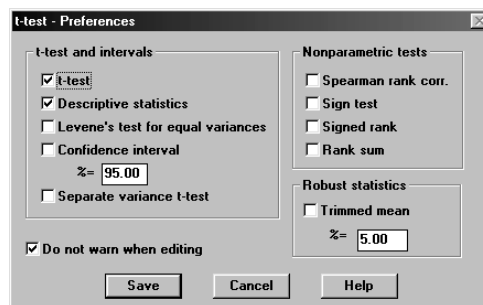 t-test - Preferences
t-test and intervals
t-test
Descriptive statistics
Levene's test for equal variances
Confidence interval
%= 95.00
Separate variance t-test
Nonparametric tests
Spearman rank corr.
Sign test
Signed rank
Rank sum
Robust statistics
Trimmed mean
%= 5.00
Do not warn when editing
Save
Cancel
Help